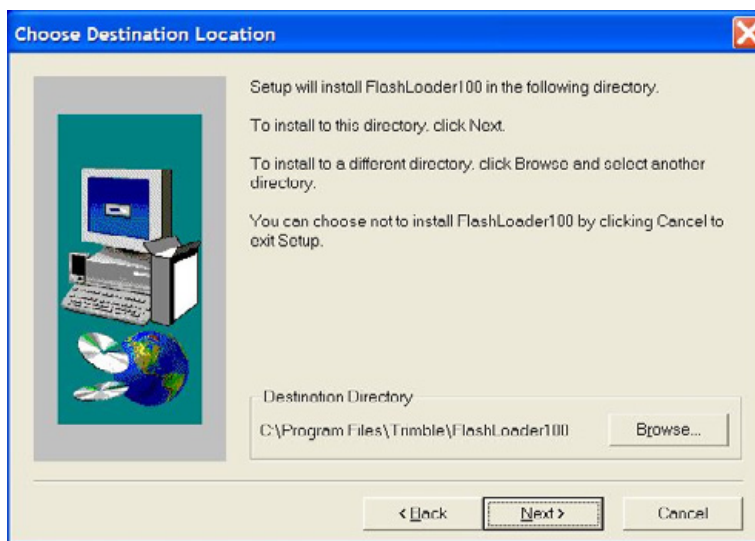 Choose Destination Location
Setup will install FlashLoader100 in the following directory.
To install to this directory, click Next.
To install to a different directory, click Browse and select another
directory.
You can choose not to install FlashLoader100 by clicking Cancel to
exit Setup.
Destination Directory
C:\Program Files\Trimble\FlashLoader100
Browse...
< Back
Next >
Cancel